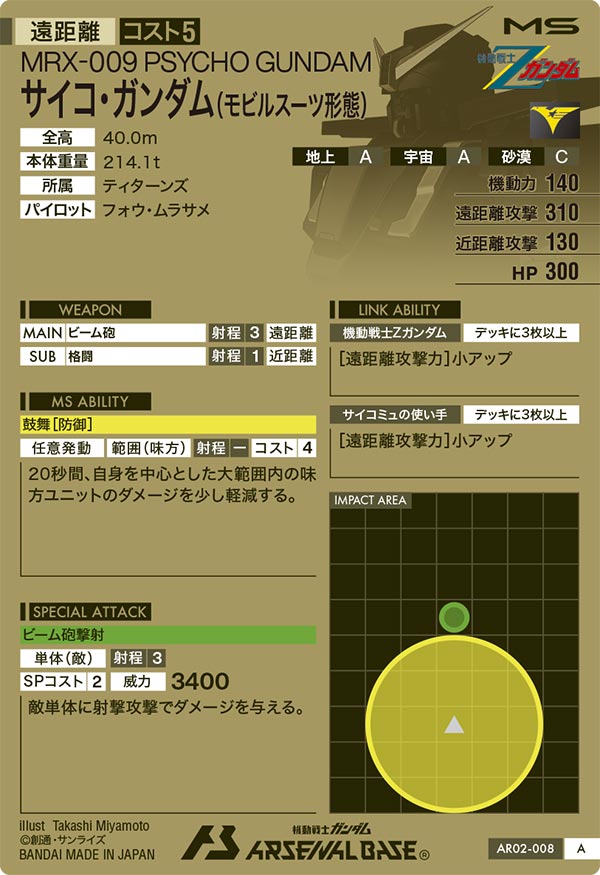 遠距離 コスト5 MS
MRX-009 PSYCHO GUNDAM
機動戦士Zガンダム
サイコ・ガンダム(モビルスーツ形態)
全高 40.0m
本体重量 214.1t
所属 ティターンズ
パイロット フォウ・ムラサメ
地上 A 宇宙 A 砂漠 C
機動力 140
遠距離攻撃 310
近距離攻撃 130
HP 300
WEAPON
MAIN ビーム砲 射程 3 遠距離
SUB 格闘 射程 1 近距離
MS ABILITY
鼓舞[防御]
任意発動 範囲(味方) 射程 ー コスト 4
20秒間、自身を中心とした大範囲内の味
方ユニットのダメージを少し軽減する。
SPECIAL ATTACK
ビーム砲撃射
単体(敵) 射程 3
SPコスト 2 威力 3400
敵単体に射撃攻撃でダメージを与える。
LINK ABILITY
機動戦士Zガンダム デッキに3枚以上
[遠距離攻撃力]小アップ
サイコミュの使い手 デッキに3枚以上
[遠距離攻撃力]小アップ
IMPACT AREA
illust Takashi Miyamoto
©創通・サンライズ
BANDAI MADE IN JAPAN
機動戦士ガンダム
ARSENAL BASE®
AR02-008 A